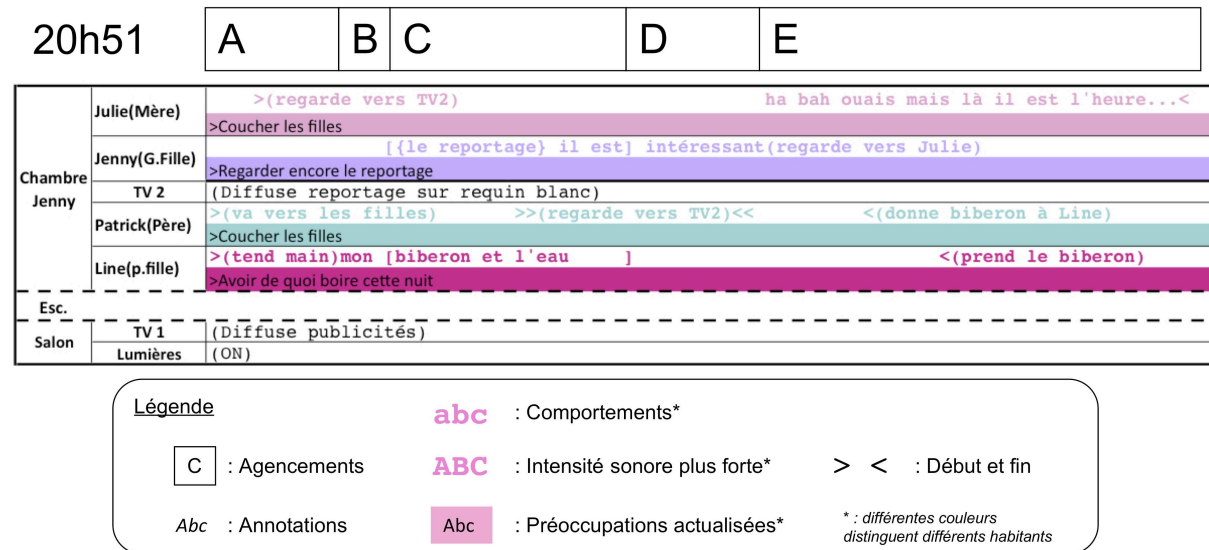 20h51 A B C D E
Julie(Mère) >(regarde vers TV2) ha bah ouais mais là il est l'heure...<
>Coucher les filles
Jenny(G.Fille) [{le reportage} il est] intéressant(regarde vers Julie)
>Regarder encore le reportage
Chambre Jenny
TV 2 (Diffuse reportage sur requin blanc)
Patrick(Père) >(va vers les filles) >>(regarde vers TV2)<< <(donne biberon à Line)
>Coucher les filles
Line(p.fille) >(tend main)mon [biberon et l'eau ] <(prend le biberon)
>Avoir de quoi boire cette nuit
Esc.
Salon
TV 1 (Diffuse publicités)
Lumières (ON)
Légende
abc : Comportements*
C : Agencements
ABC : Intensité sonore plus forte*
> < : Début et fin
Abc : Annotations
Abc : Préoccupations actualisées*
* : différentes couleurs
distinguent différents habitants